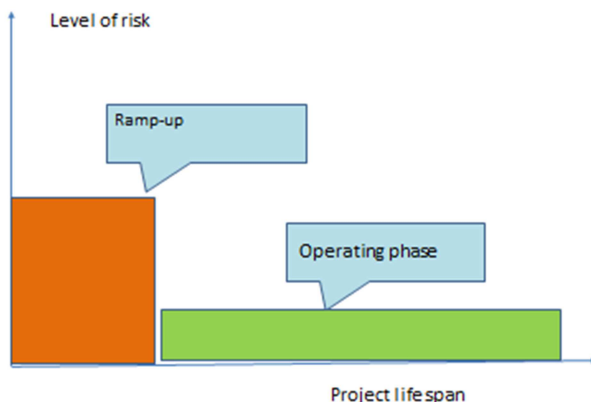 Level of risk
Ramp-up
Operating phase
Project lifespan